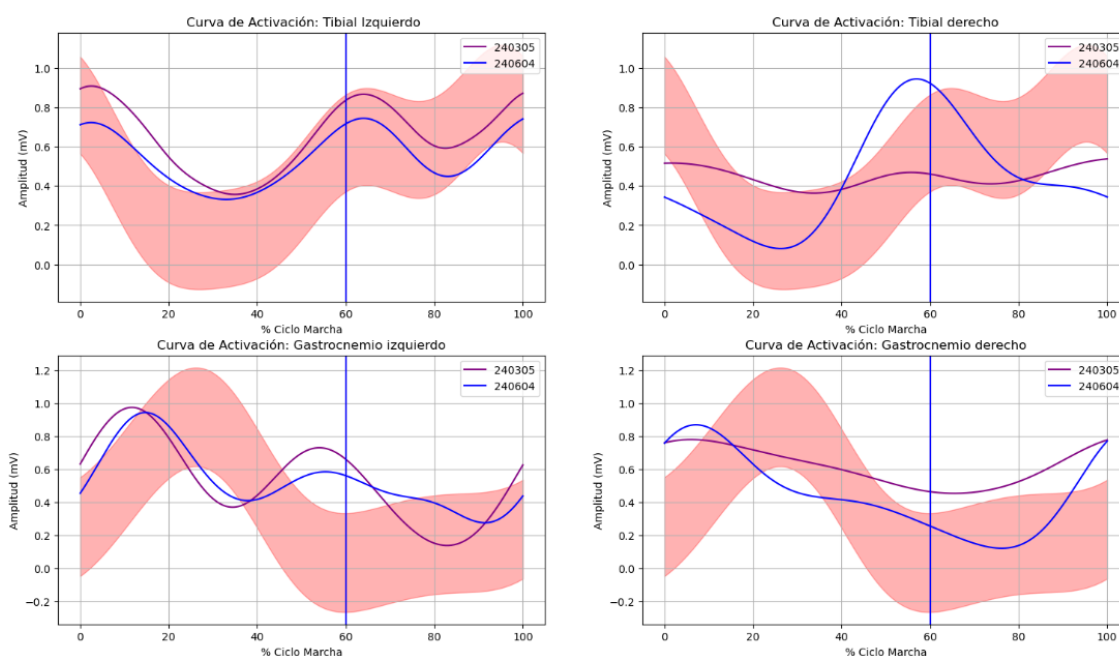 Curva de Activación: Tibial Izquierdo
240305
240604
1.0
0.8
0.6
0.4
0.2
0.0
Amplitud (mV)
0 20 40 60 80 100
% Ciclo Marcha
Curva de Activación: Tibial derecho
240305
240604
1.0
0.8
0.6
0.4
0.2
0.0
Amplitud (mV)
0 20 40 60 80 100
% Ciclo Marcha
Curva de Activación: Gastrocnemio izquierdo
240305
240604
1.2
1.0
0.8
0.6
0.4
0.2
0.0
−0.2
Amplitud (mV)
0 20 40 60 80 100
% Ciclo Marcha
Curva de Activación: Gastrocnemio derecho
240305
240604
1.2
1.0
0.8
0.6
0.4
0.2
0.0
−0.2
Amplitud (mV)
0 20 40 60 80 100
% Ciclo Marcha